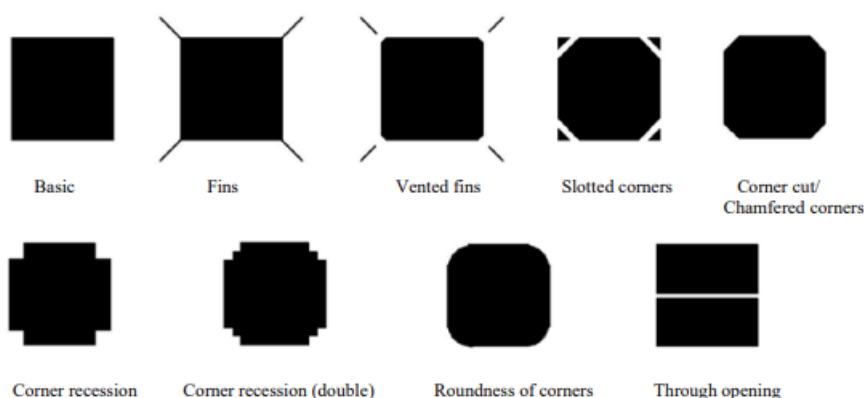 Basic
Fins
Vented fins
Slotted corners
Corner cut/
Chamfered corners
Corner recession
Corner recession (double)
Roundness of corners
Through opening